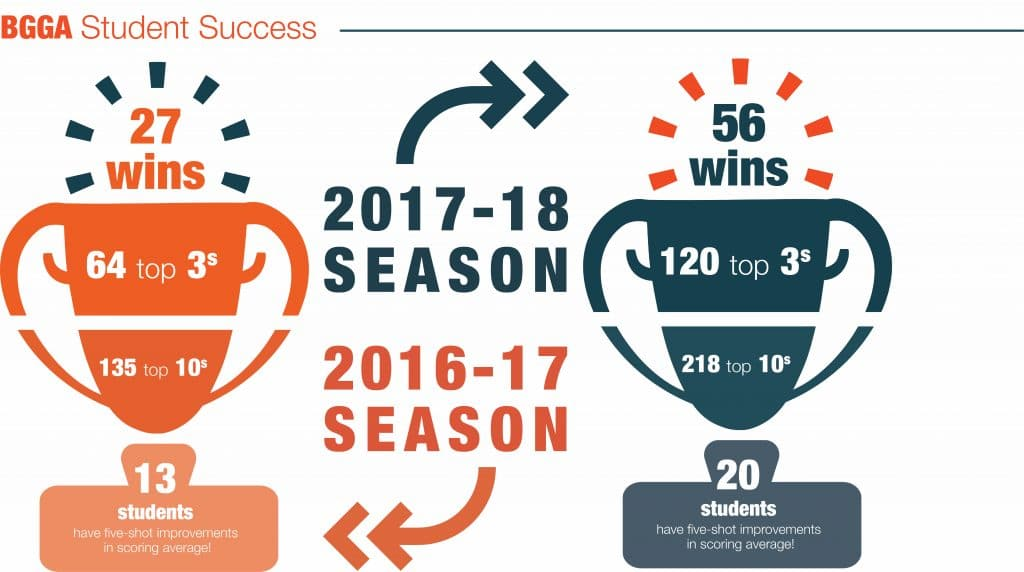 BGGA Student Success
27
wins
64 top 3s
135 top 10s
13
students
have five-shot improvements
in scoring average!
2017-18
SEASON
2016-17
SEASON
56
wins
120 top 3s
218 top 10s
20
students
have five-shot improvements
in scoring average!